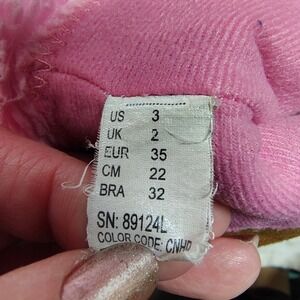 US 3
UK 2
EUR 35
CM 22
BRA 32
SN: 89124L
COLOR CODE: CNHD